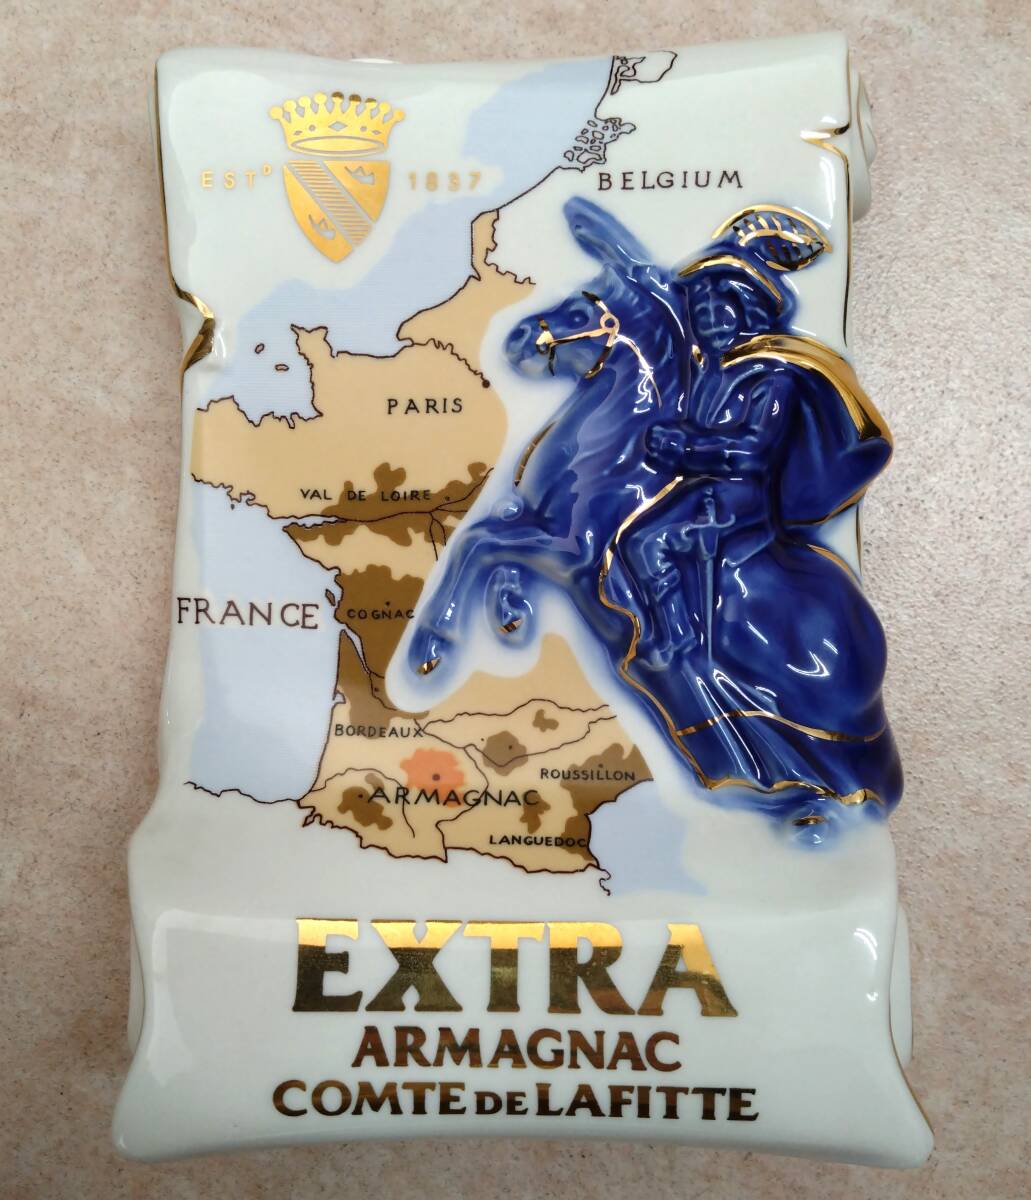 ESTD 1837
BELGIUM
PARIS
VAL DE LOIRE
FRANCE
COGNAC
BORDEAUX
ROUSSILLON
ARMAGNAC
LANGUEDOC
EXTRA
ARMAGNAC
COMTE DE LAFITTE